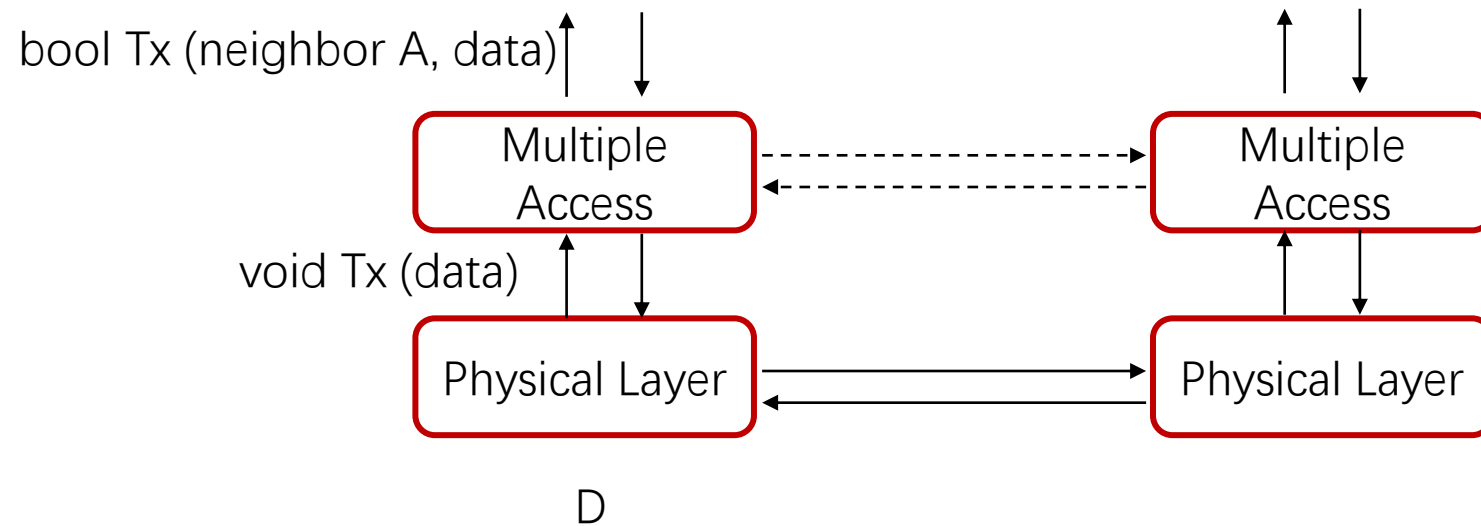 bool Tx (neighbor A, data)
Multiple
Access
Multiple
Access
void Tx (data)
Physical Layer
Physical Layer
D